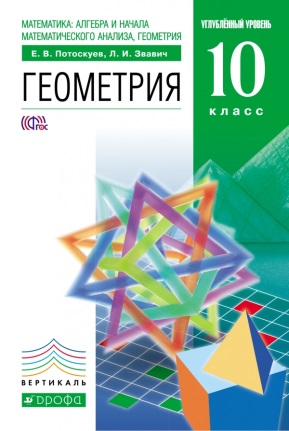 МАТЕМАТИКА: АЛГЕБРА И НАЧАЛА
МАТЕМАТИЧЕСКОГО АНАЛИЗА, ГЕОМЕТРИЯ
УГЛУБЛЁННЫЙ УРОВЕНЬ
Е. В. Потоскуев, Л. И. Звавич
ГЕОМЕТРИЯ
10
КЛАСС
ФГОС
ВЕРТИКАЛЬ
дрофа